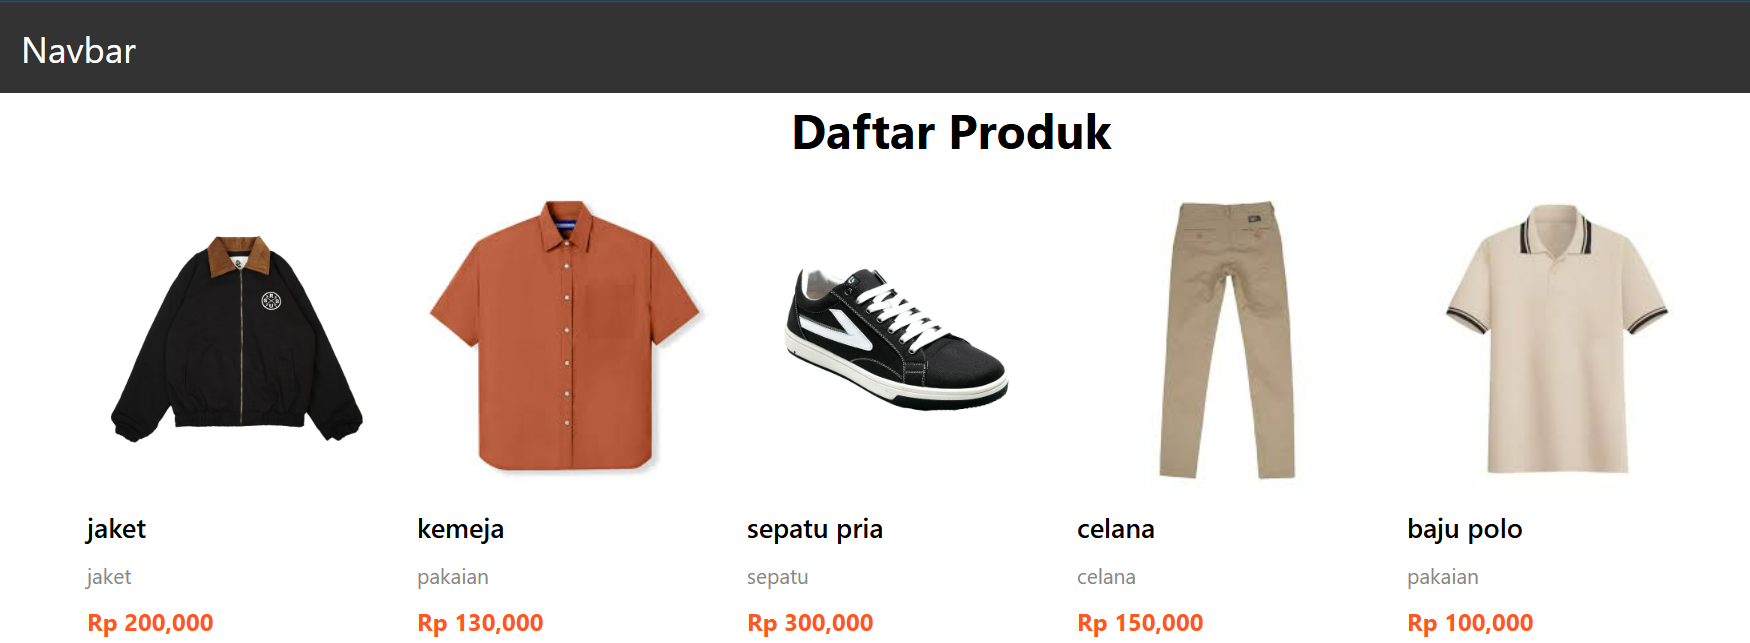 Navbar
Daftar Produk
jaket
jaket
Rp 200,000
kemeja
pakaian
Rp 130,000
sepatu pria
sepatu
Rp 300,000
celana
celana
Rp 150,000
baju polo
pakaian
Rp 100,000